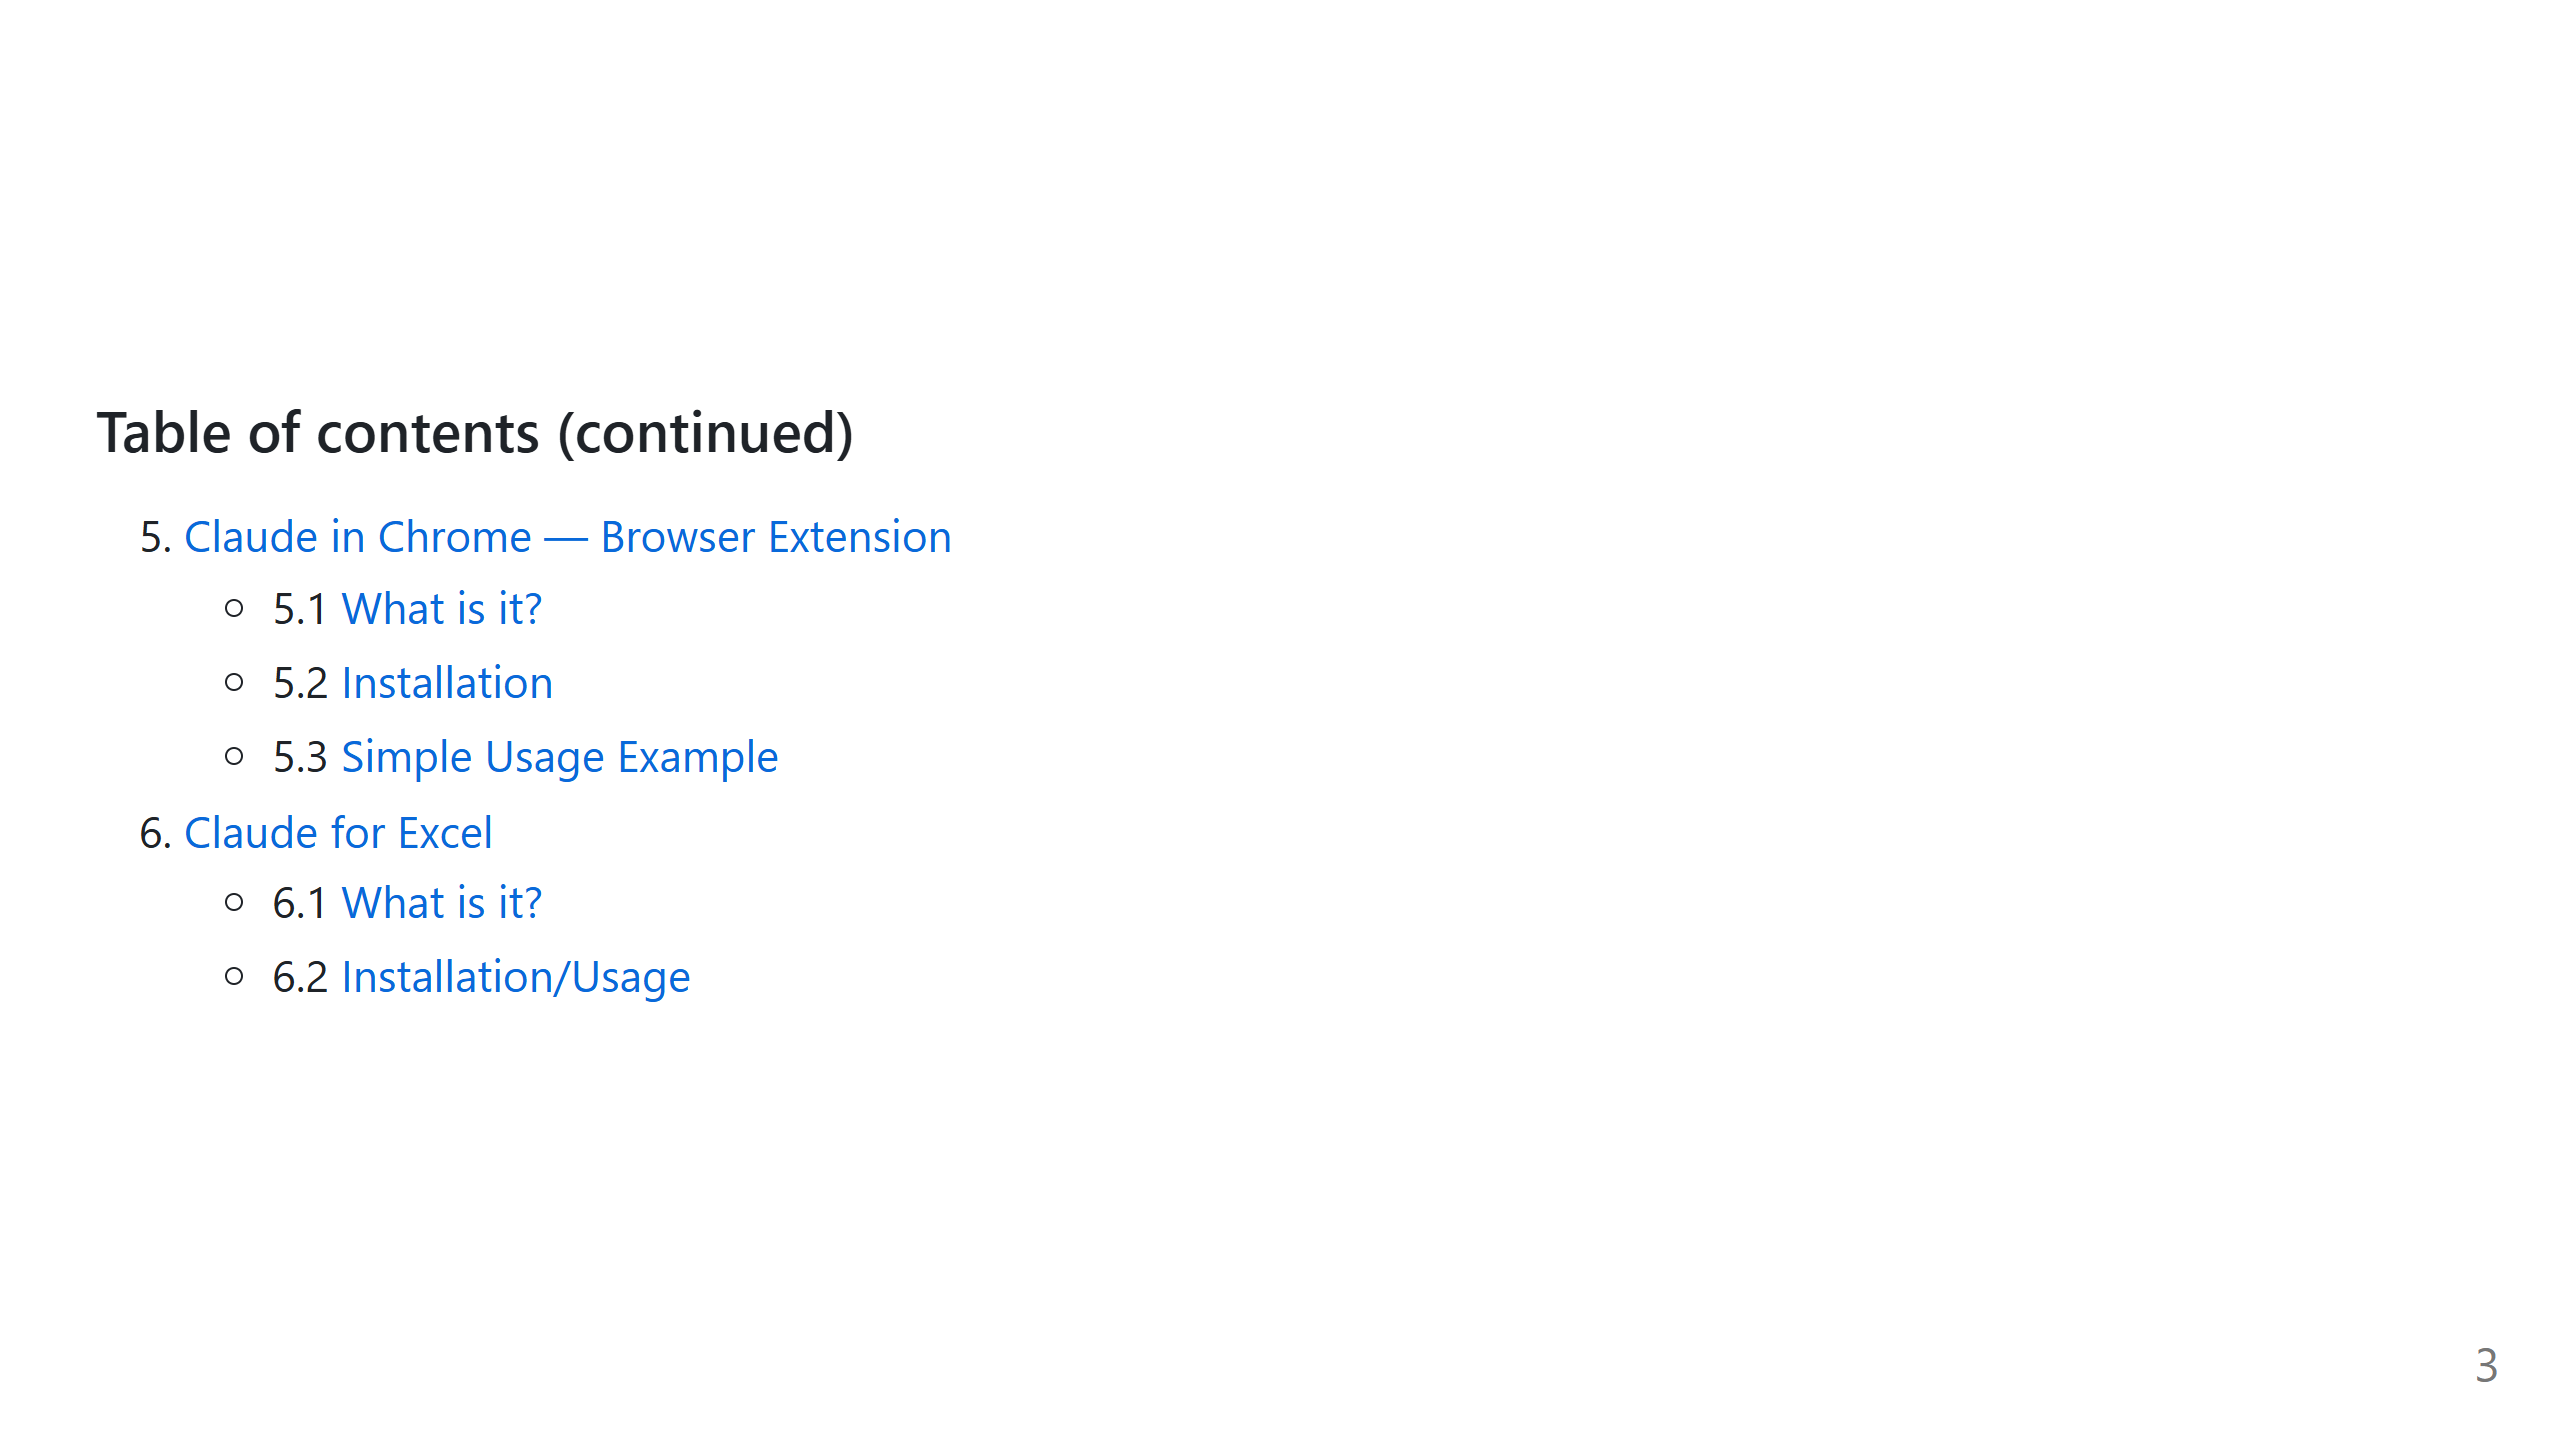 Table of contents (continued)
5. Claude in Chrome — Browser Extension
5.1 What is it?
5.2 Installation
5.3 Simple Usage Example
6. Claude for Excel
6.1 What is it?
6.2 Installation/Usage
3